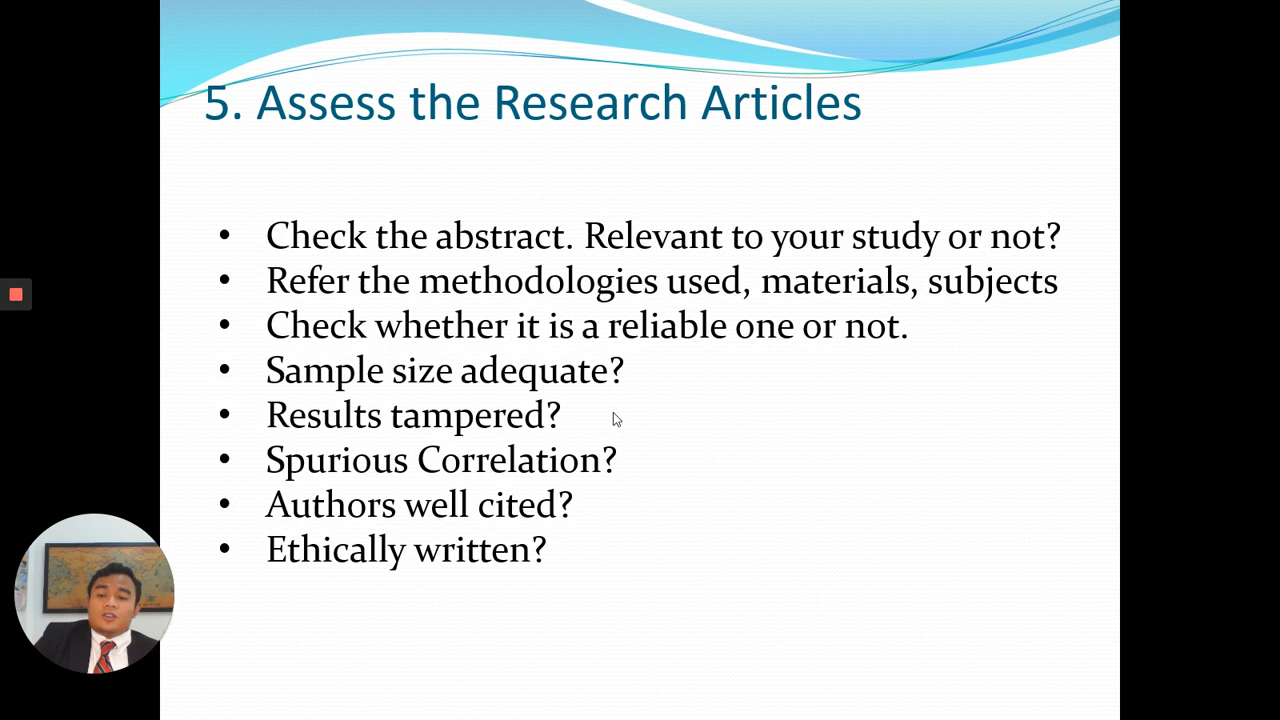 5. Assess the Research Articles
• Check the abstract. Relevant to your study or not?
• Refer the methodologies used, materials, subjects
• Check whether it is a reliable one or not.
• Sample size adequate?
• Results tampered?
• Spurious Correlation?
• Authors well cited?
• Ethically written?